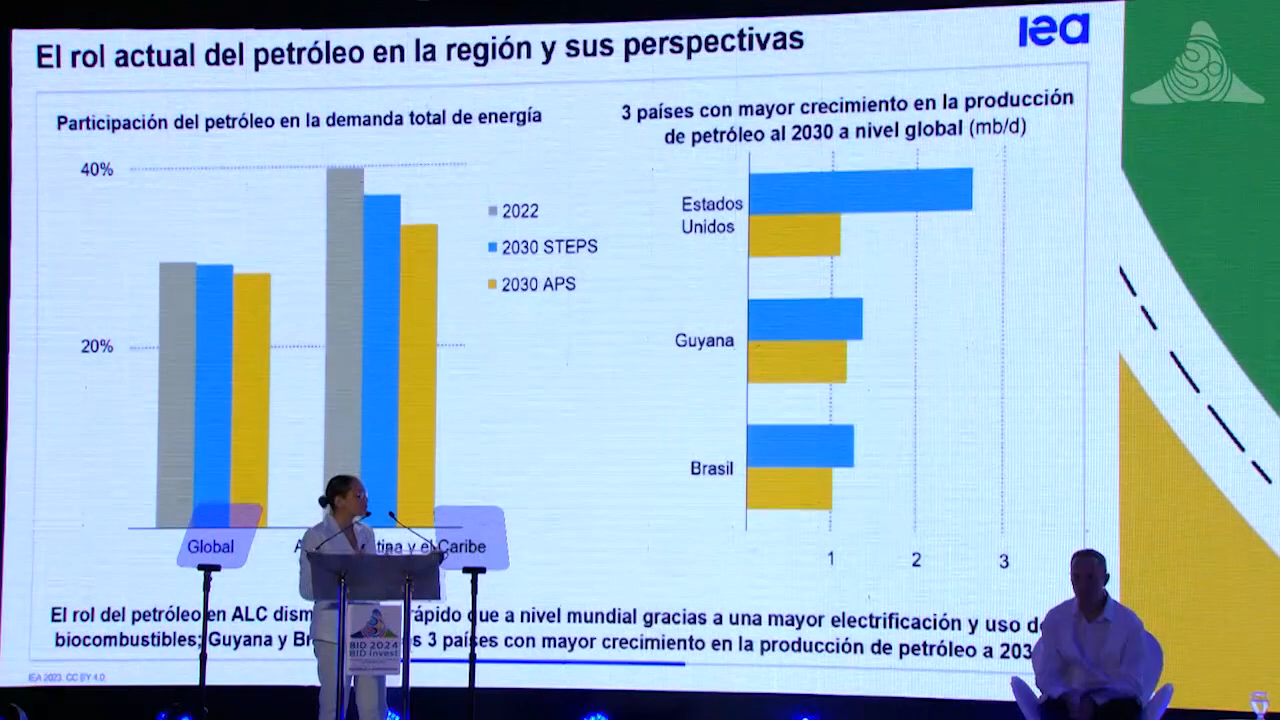 El rol actual del petróleo en la región y sus perspectivas
iea
Participación del petróleo en la demanda total de energía
40%
20%
2022
2030 STEPS
2030 APS
Global
tina y el Caribe
3 países con mayor crecimiento en la producción
de petróleo al 2030 a nivel global (mb/d)
Estados
Unidos
Guyana
Brasil
1
2
3
El rol del petróleo en ALC rápido que a nivel mundial gracias a una mayor electrificación y uso
biocombustibles; Guyana y 3 países con mayor crecimiento en la producción de petróleo a
BID 2024
BID Invest
IEA 2023. CC BY 4.0.